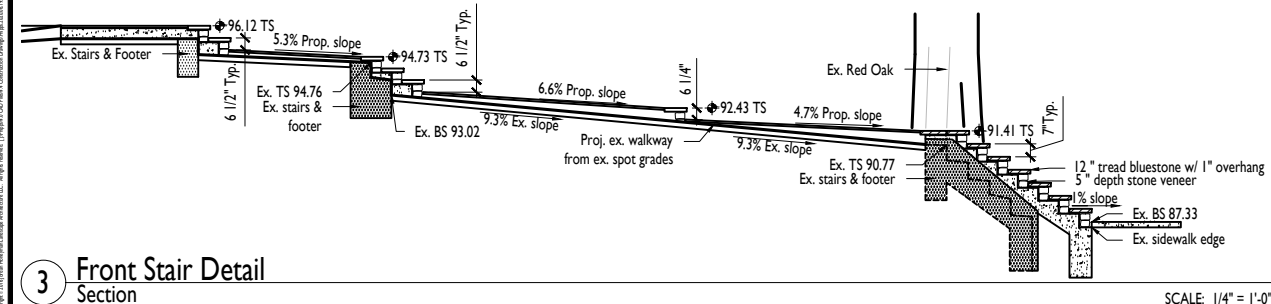 96.12 TS
Ex. Stairs & Footer
6 1/2" Typ.
5.3% Prop. slope
94.73 TS
6 1/2" Typ.
Ex. TS 94.76
Ex. stairs &
footer
Ex. BS 93.02
6.6% Prop. slope
9.3% Ex. slope
6 1/4"
92.43 TS
Proj. ex. walkway
from ex. spot grades
4.7% Prop. slope
9.3% Ex. slope
Ex. Red Oak
91.41 TS
7" Typ.
Ex. TS 90.77
Ex. stairs & footer
12 " tread bluestone w/ 1" overhang
5 " depth stone veneer
1% slope
Ex. BS 87.33
Ex. sidewalk edge
3
Front Stair Detail
Section
SCALE: 1/4" = 1'-0"